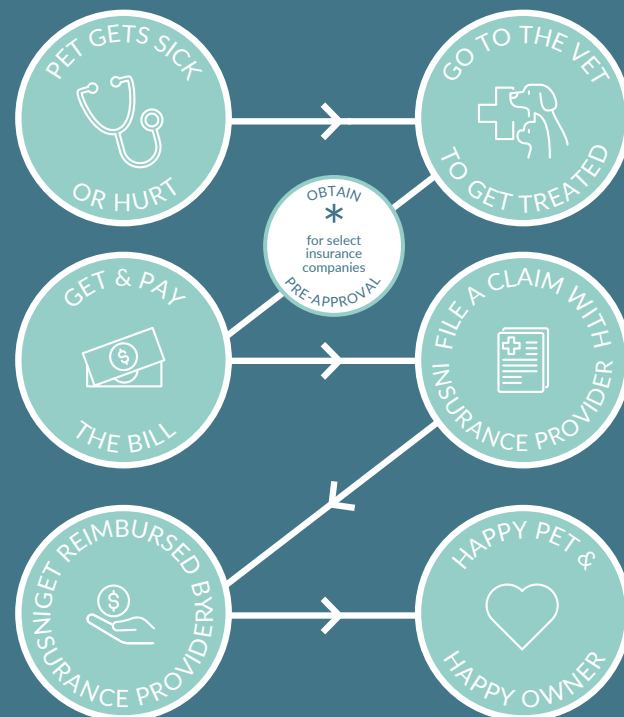 PET GETS SICK
OR HURT
GO TO THE VET
TO GET TREATED
OBTAIN
*
for select
insurance
companies
PRE-APPROVAL
GET & PAY
$
THE BILL
FILE A CLAIM WITH
INSURANCE PROVIDER
GET REIMBURSED BY
$
INSURANCE PROVIDER
HAPPY PET &
HAPPY OWNER